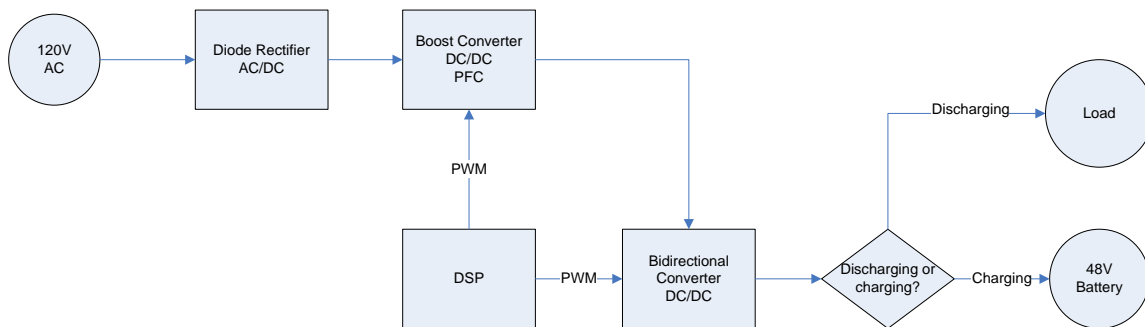 120V
AC
Diode Rectifier
AC/DC
Boost Converter
DC/DC
PFC
Discharging
Load
PWM
DSP
PWM
Bidirectional
Converter
DC/DC
Discharging or
charging?
Charging
48V
Battery